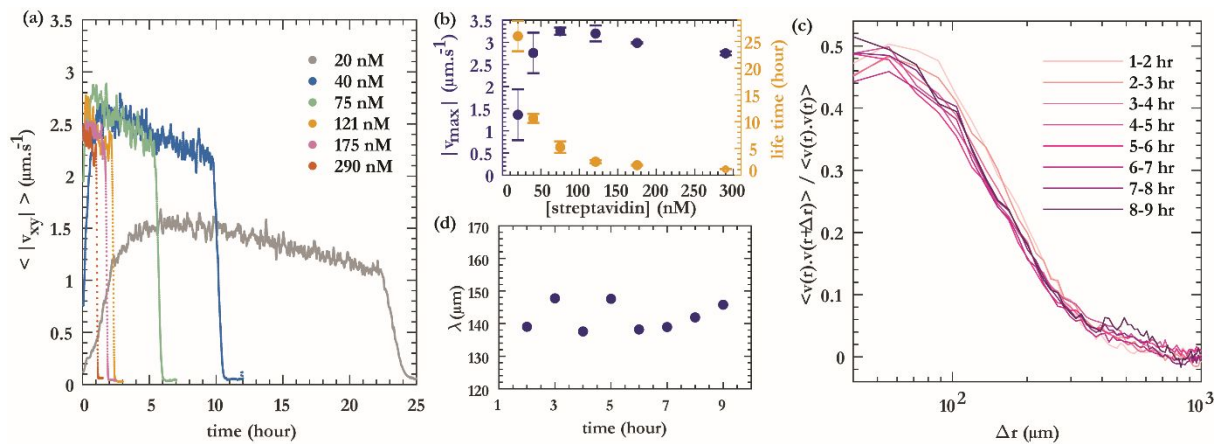 (a)
3.5
3
2.5
2
1.5
1
0.5
0
< |v_xy| > (μm.s⁻¹)
20 nM
40 nM
75 nM
121 nM
175 nM
290 nM
0 5 10 15 20 25
time (hour)
(b)
3.5
3
2.5
2
1.5
1
0.5
0
|v_max| (μm.s⁻¹)
25
20
15
10
5
0
life time (hour)
0 50 100 150 200 250 300
[streptavidin] (nM)
(d)
170
160
150
140
130
120
λ (μm)
1 3 5 7 9
time (hour)
(c)
0.5
0.4
0.3
0.2
0.1
0
<v(r).v(r+Δr)> / <v(r).v(r)>
1-2 hr
2-3 hr
3-4 hr
4-5 hr
5-6 hr
6-7 hr
7-8 hr
8-9 hr
10² 10³
Δr (μm)